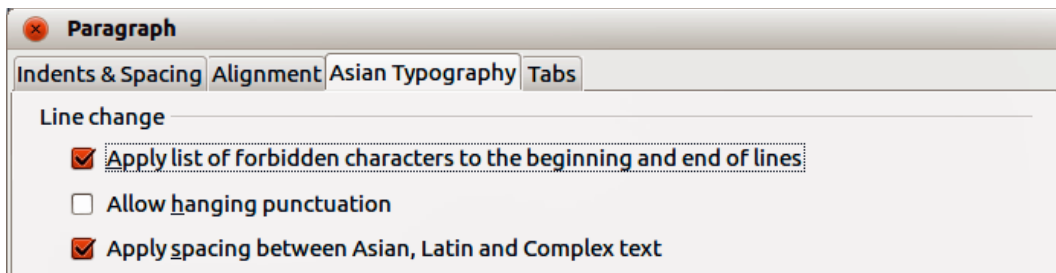 Paragraph
Indents & Spacing Alignment Asian Typography Tabs
Line change
Apply list of forbidden characters to the beginning and end of lines
Allow hanging punctuation
Apply spacing between Asian, Latin and Complex text